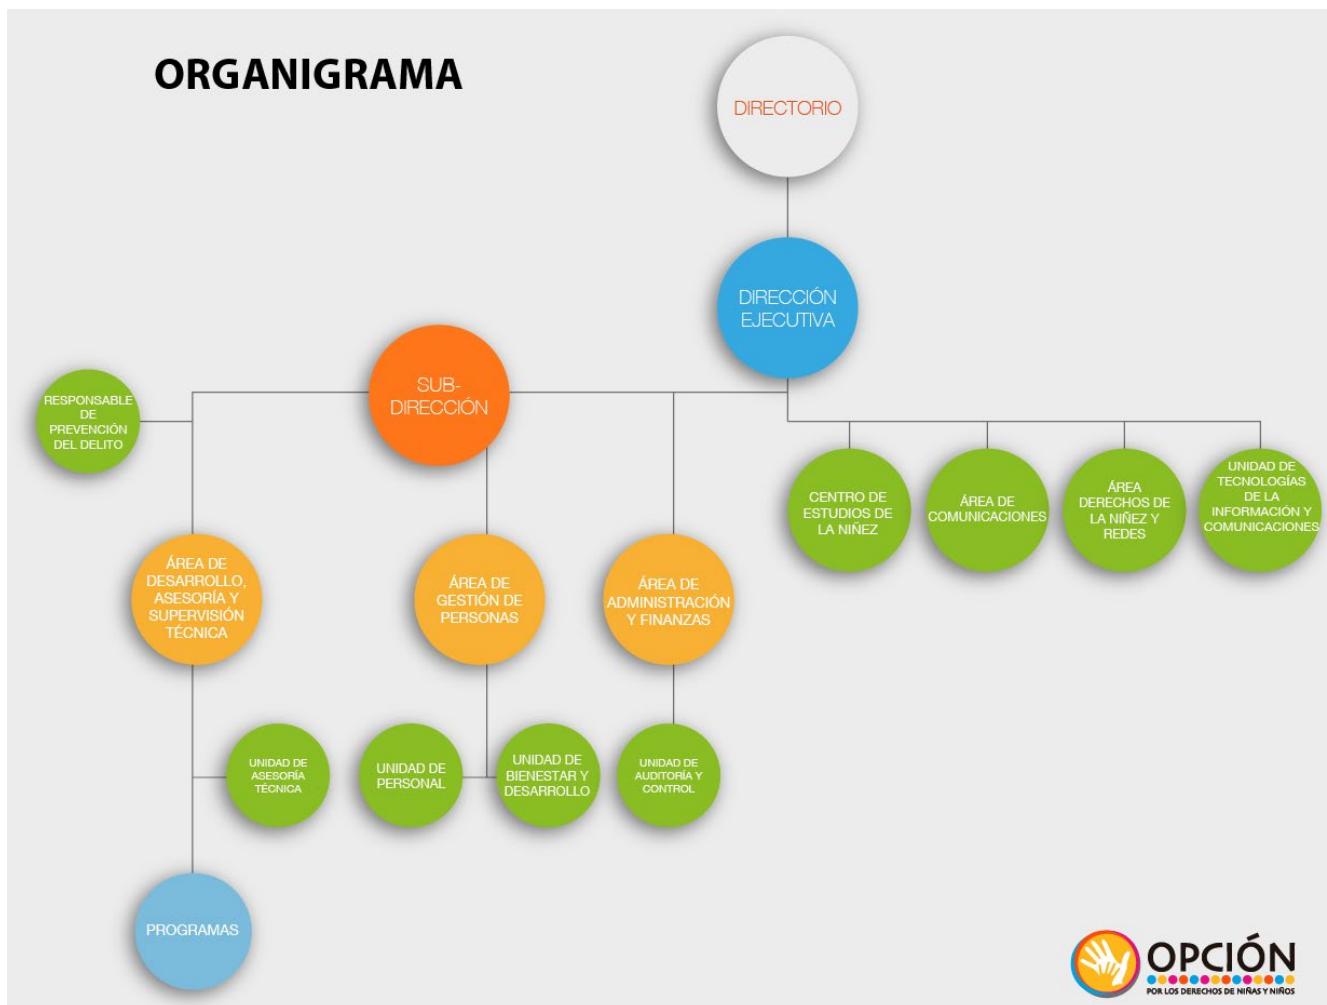 ORGANIGRAMA
DIRECTORIO
DIRECCIÓN
EJECUTIVA
SUB-
DIRECCIÓN
RESPONSABLE
DE
PREVENCIÓN
DEL DELITO
CENTRO DE
ESTUDIOS DE
LA NIÑEZ
ÁREA DE
COMUNICACIONES
ÁREA
DERECHOS DE
LA NIÑEZ Y
REDES
UNIDAD DE
TECNOLOGÍAS
DE LA
INFORMACIÓN Y
COMUNICACIONES
ÁREA DE
DESARROLLO,
ASESORÍA Y
SUPERVISIÓN
TÉCNICA
ÁREA DE
GESTIÓN DE
PERSONAS
ÁREA DE
ADMINISTRACIÓN
Y FINANZAS
UNIDAD DE
ASESORÍA
TÉCNICA
UNIDAD DE
PERSONAL
UNIDAD DE
BIENESTAR Y
DESARROLLO
UNIDAD DE
AUDITORÍA Y
CONTROL
PROGRAMAS
OPCIÓN
POR LOS DERECHOS DE NIÑAS Y NIÑOS